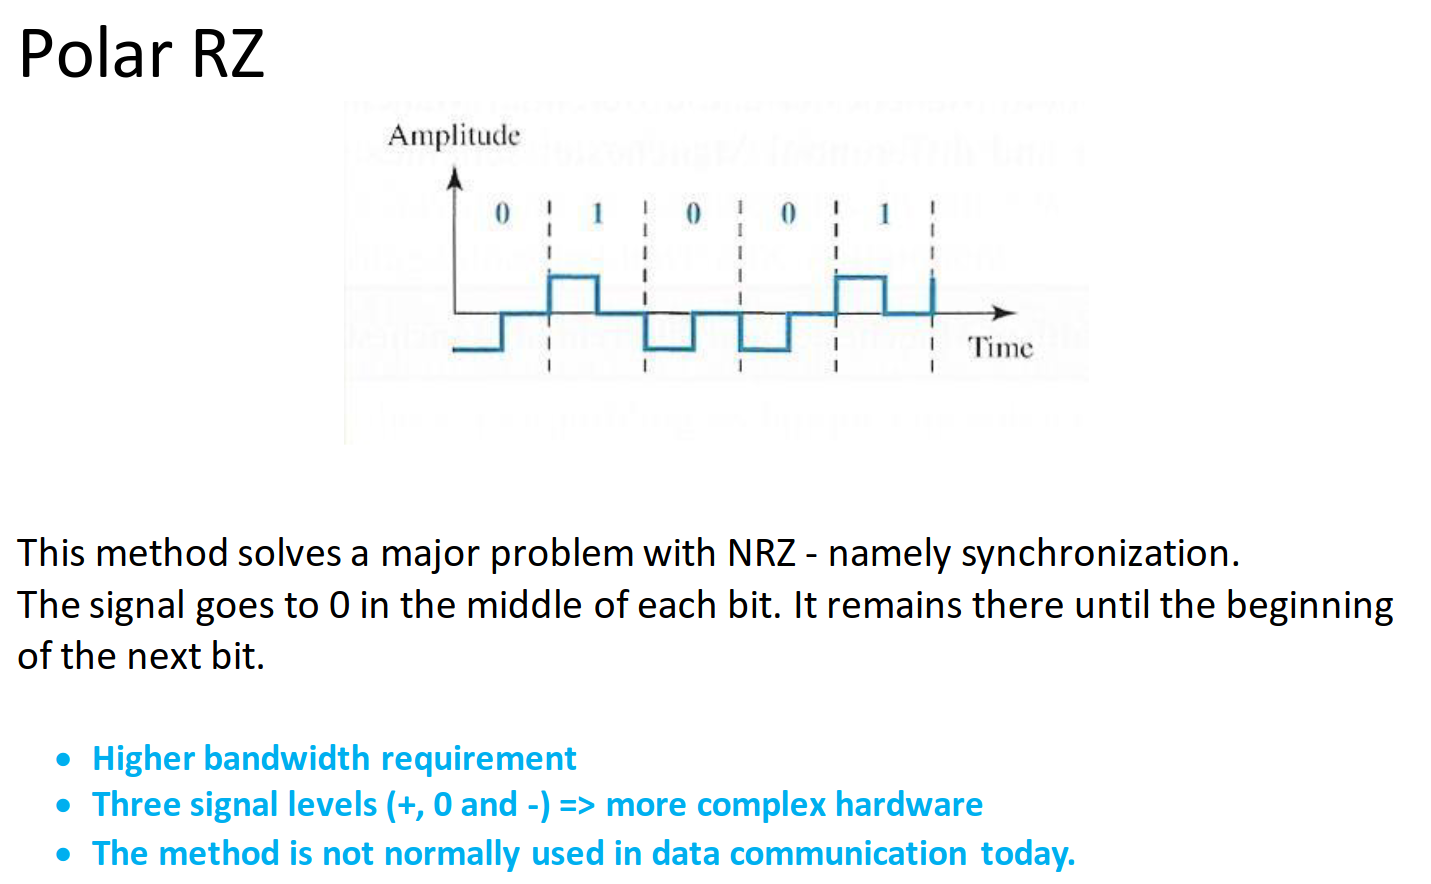 Polar RZ
Amplitude
0 1 0 0 1
Time
This method solves a major problem with NRZ - namely synchronization.
The signal goes to 0 in the middle of each bit. It remains there until the beginning
of the next bit.
• Higher bandwidth requirement
• Three signal levels (+, 0 and -) => more complex hardware
• The method is not normally used in data communication today.